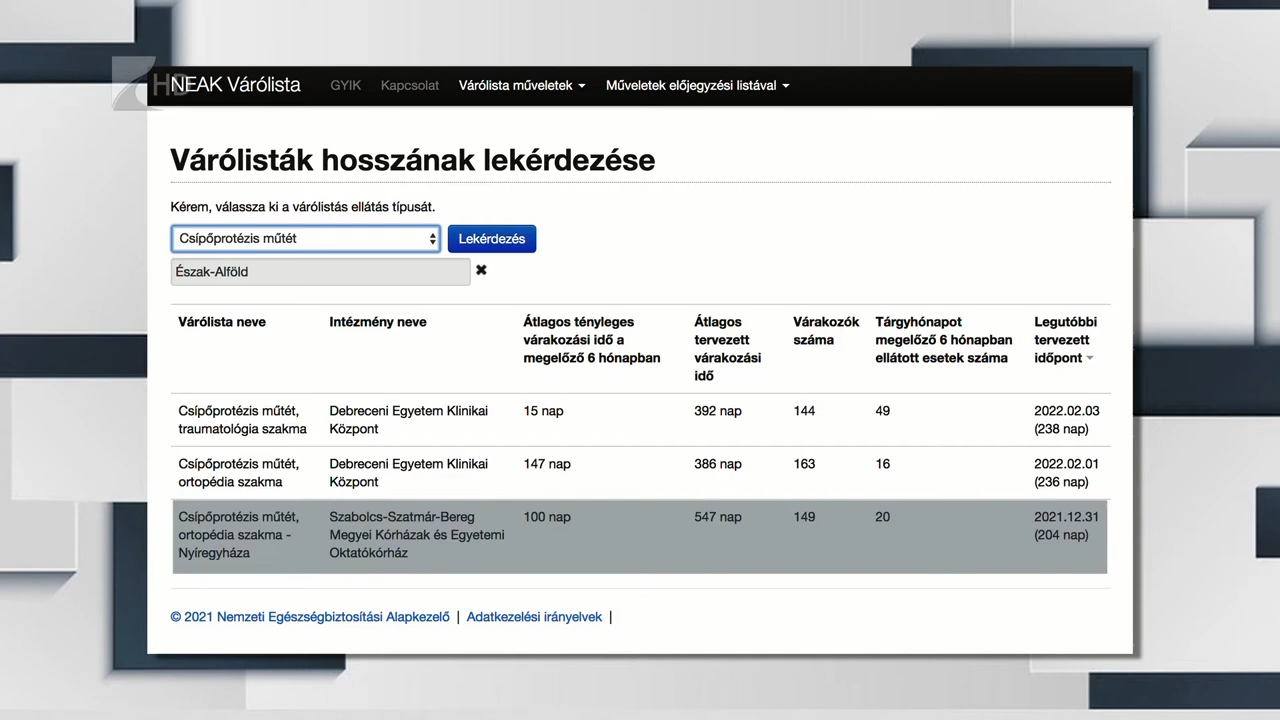 HD
NEAK Várólista GYIK Kapcsolat Várólista műveletek Műveletek előjegyzési listával
Várólisták hosszának lekérdezése
Kérem, válassza ki a várólistás ellátás típusát.
Csípőprotézis műtét Lekérdezés
Észak-Alföld
Várólista neve Intézmény neve Átlagos tényleges Átlagos Várakozók Tárgyhónapot Legutóbbi
várakozási idő a tervezett száma megelőző 6 hónapban tervezett
megelőző 6 hónapban várakozási ellátott esetek száma időpont
idő
Csípőprotézis műtét, Debreceni Egyetem Klinikai 15 nap 392 nap 144 49 2022.02.03
traumatológia szakma Központ (238 nap)
Csípőprotézis műtét, Debreceni Egyetem Klinikai 147 nap 386 nap 163 16 2022.02.01
ortopédia szakma Központ (236 nap)
Csípőprotézis műtét, Szabolcs-Szatmár-Bereg 100 nap 547 nap 149 20 2021.12.31
ortopédia szakma - Megyei Kórházak és Egyetemi (204 nap)
Nyíregyháza Oktatókórház
© 2021 Nemzeti Egészségbiztosítási Alapkezelő | Adatkezelési irányelvek |